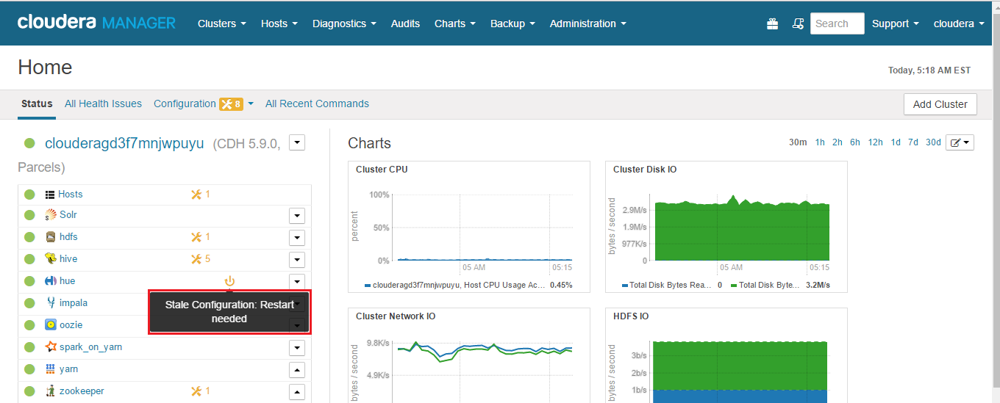 cloudera MANAGER Clusters Hosts Diagnostics Audits Charts Backup Administration Search Support cloudera
Home
Today, 5:18 AM EST
Status All Health Issues Configuration 8 All Recent Commands Add Cluster
clouderagd3f7mnjwpuyu (CDH 5.9.0,
Parcels)
Hosts 1
Solr
hdfs 1
hive 5
hue
impala
Stale Configuration: Restart
needed
oozie
spark_on_yarn
yarn
zookeeper 1
Charts 30m 1h 2h 6h 12h 1d 7d 30d
Cluster CPU
percent
100%
50%
0%
05 AM 05:15
clouderagd3f7mnjwpuyu, Host CPU Usage Ac... 0.45%
Cluster Disk IO
bytes / second
2.9M/s
1.9M/s
977K/s
0
05 AM 05:15
Total Disk Bytes Rea... 0 Total Disk Byte... 3.2M/s
Cluster Network IO
bytes / second
9.8K/s
4.9K/s
HDFS IO
bytes / second
3b/s
2b/s
1b/s